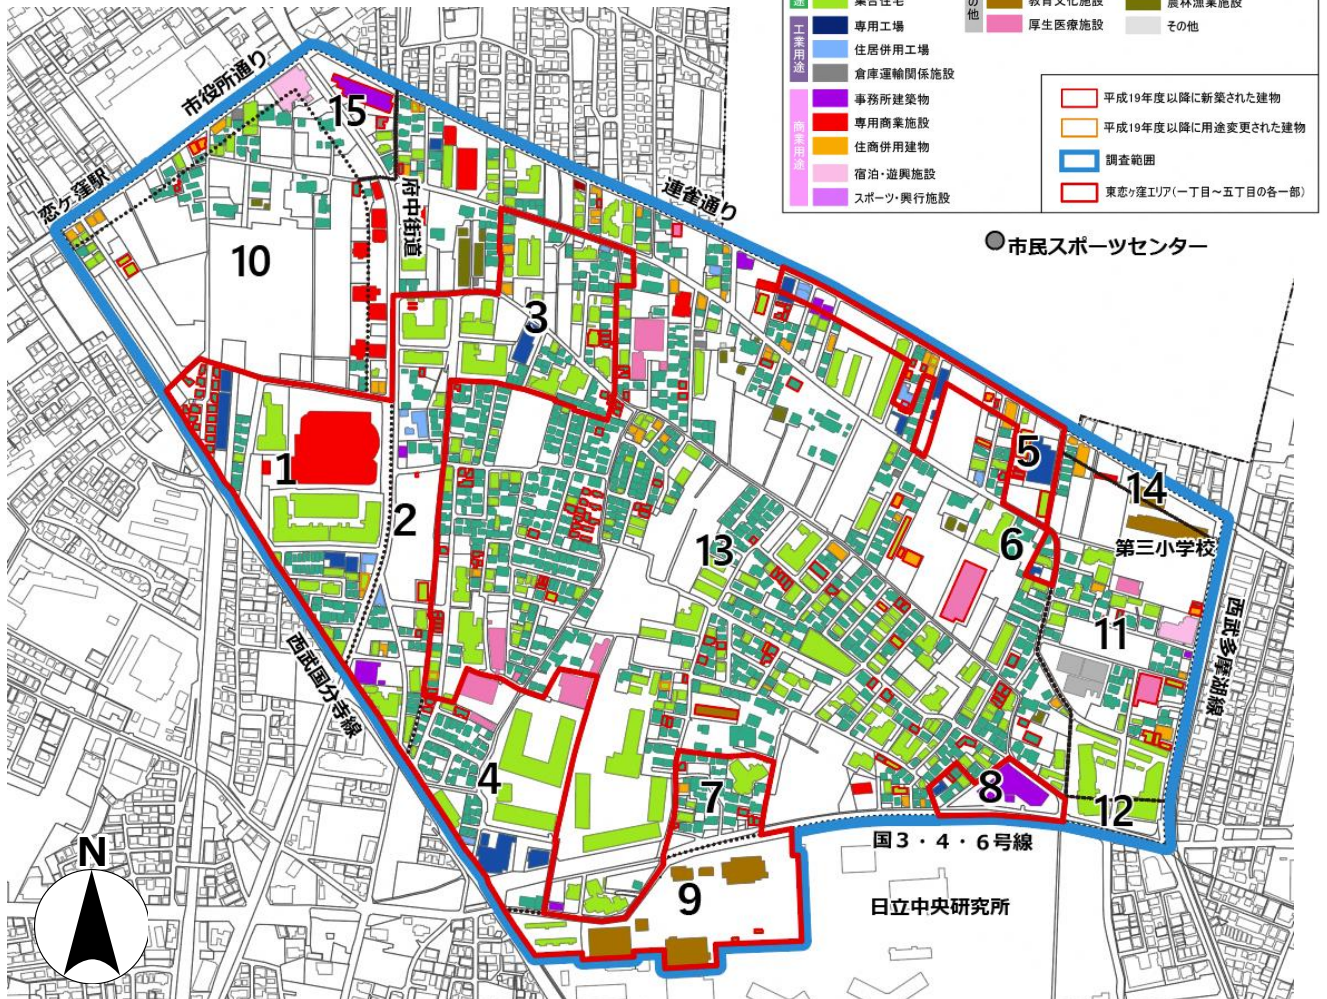 途
集合住宅
の他
教育文化施設
農林漁業施設
工業用途
専用工場
厚生医療施設
その他
住居併用工場
倉庫運輸関係施設
商業用途
事務所建築物
専用商業施設
住商併用建物
宿泊・遊興施設
スポーツ・興行施設
平成19年度以降に新築された建物
平成19年度以降に用途変更された建物
調査範囲
東恋ヶ窪エリア(一丁目～五丁目の各一部)
市役所通り
恋ケ窪駅
15
府中街道
連雀通り
市民スポーツセンター
10
3
1
2
5
14
第三小学校
6
13
11
西武多摩湖線
西武国分寺線
4
7
8
12
国3・4・6号線
9
日立中央研究所
N